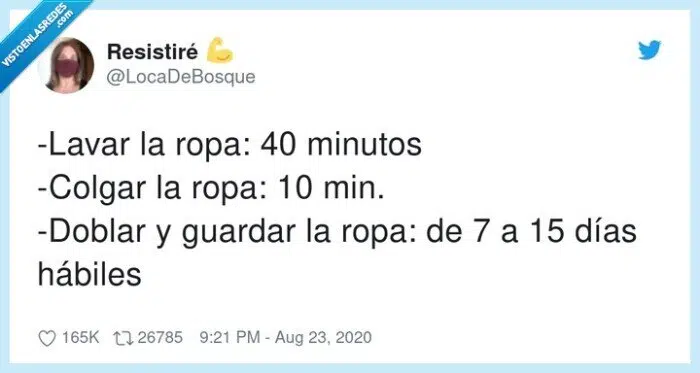 VISTOENLASREDES
.com
Resistiré 💪
@LocaDeBosque
-Lavar la ropa: 40 minutos
-Colgar la ropa: 10 min.
-Doblar y guardar la ropa: de 7 a 15 días
hábiles
165K 26785 9:21 PM - Aug 23, 2020